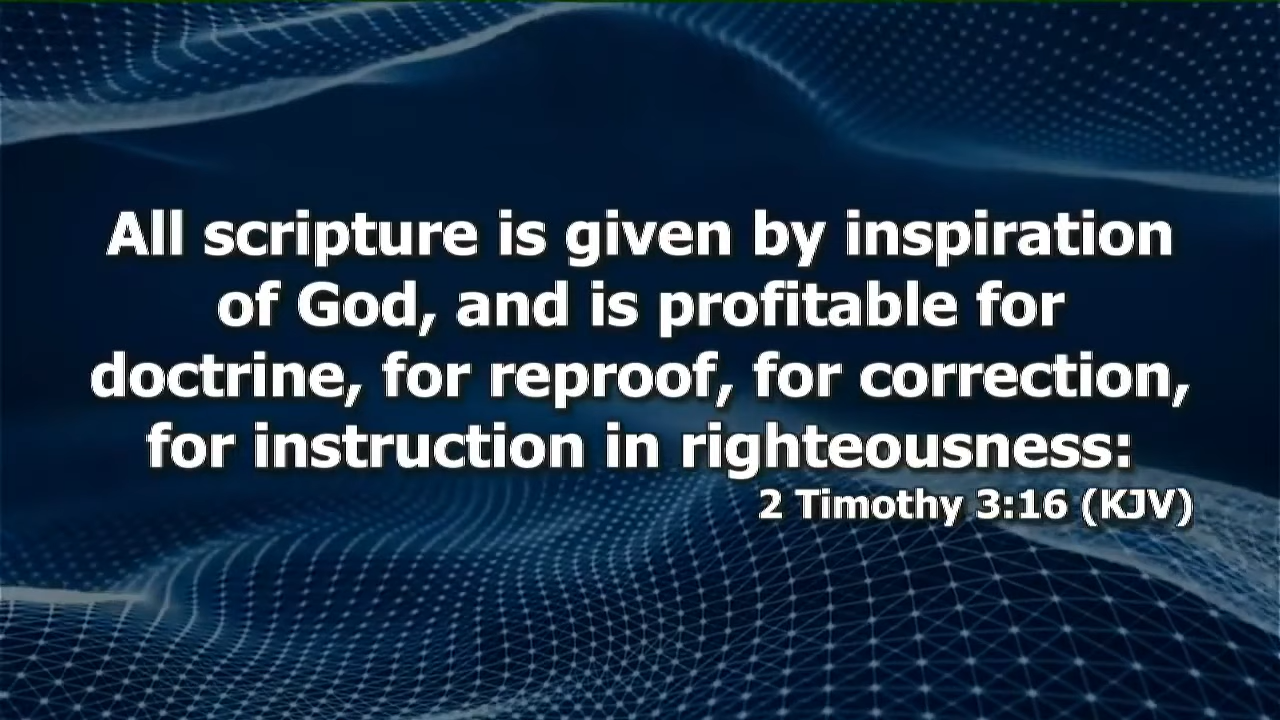 All scripture is given by inspiration
of God, and is profitable for
doctrine, for reproof, for correction,
for instruction in righteousness:
2 Timothy 3:16 (KJV)